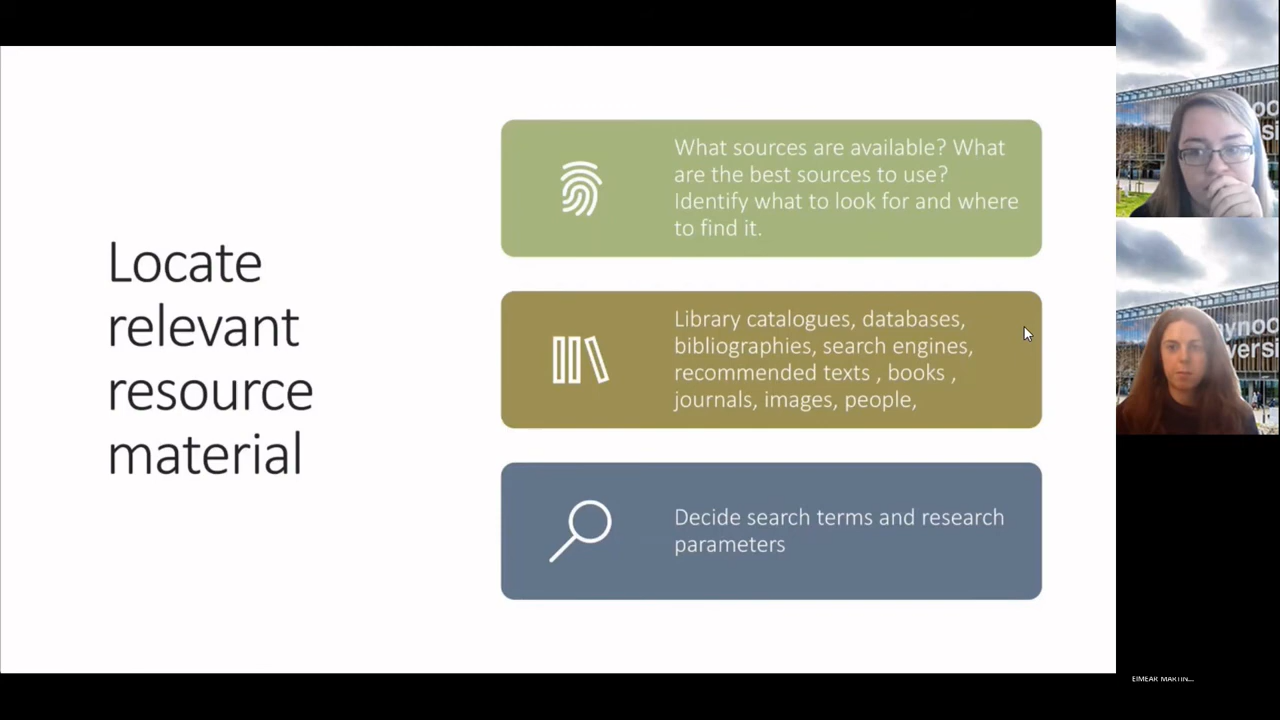 Locate
relevant
resource
material
What sources are available? What
are the best sources to use?
Identify what to look for and where
to find it.
Library catalogues, databases,
bibliographies, search engines,
recommended texts , books ,
journals, images, people,
Decide search terms and research
parameters
EIMEAR MARTIN...